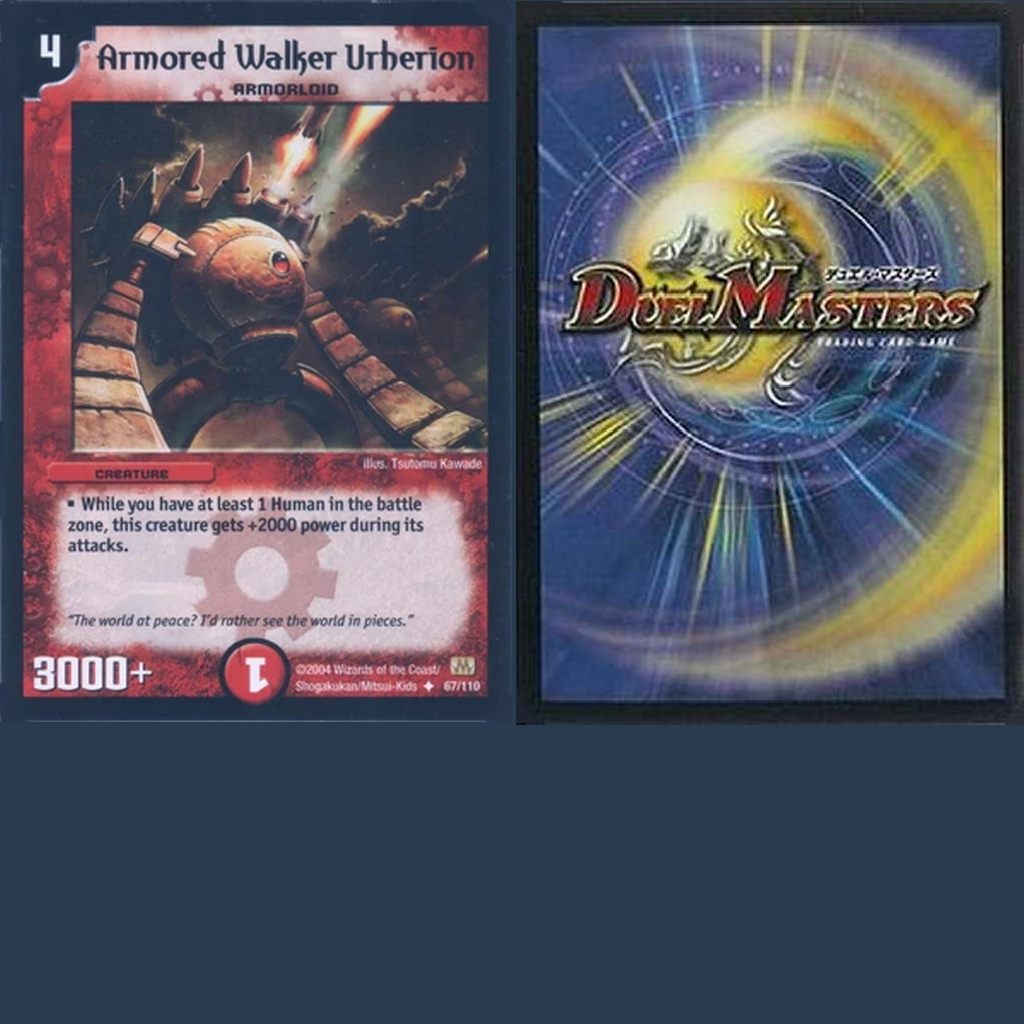 4
Armored Walker Urherion
ARMORLOID
CREATURE
illus. Tsutomu Kawade
▪ While you have at least 1 Human in the battle
zone, this creature gets +2000 power during its
attacks.
"The world at peace? I'd rather see the world in pieces."
3000+
1
©2004 Wizards of the Coast/
Shogakukan/Mitsui-Kids ◆ 67/110
デュエル・マスターズ
DUEL MASTERS
TRADING CARD GAME